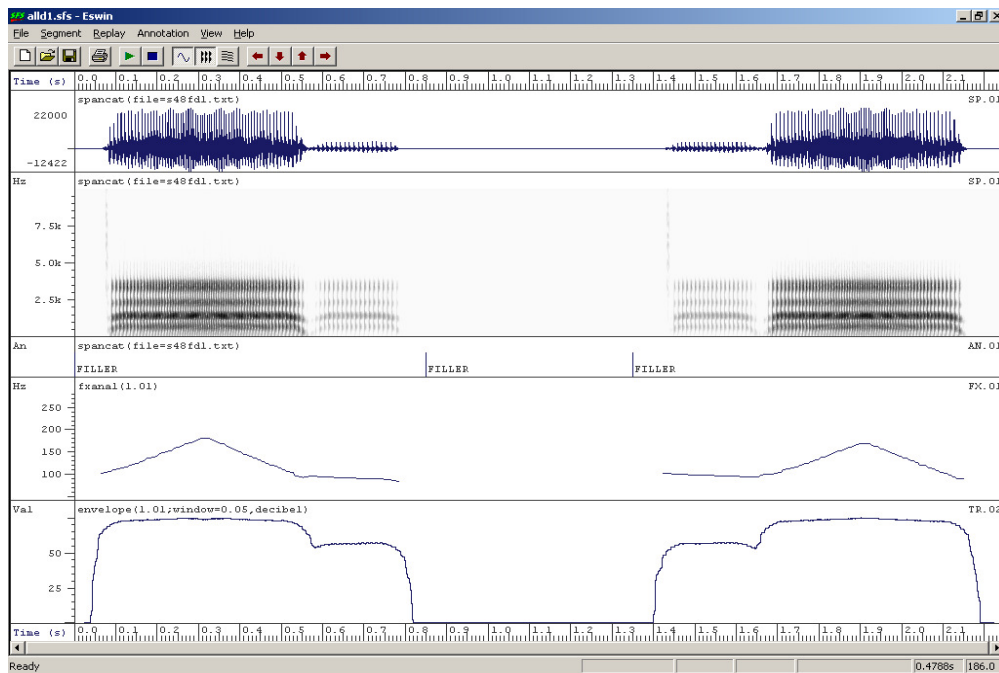 SFS alld1.sfs - Eswin
File Segment Replay Annotation View Help
Time (s) 0.0 0.1 0.2 0.3 0.4 0.5 0.6 0.7 0.8 0.9 1.0 1.1 1.2 1.3 1.4 1.5 1.6 1.7 1.8 1.9 2.0 2.1
spancat(file=s48fdl.txt) SP.01
22000
-12422
Hz spancat(file=s48fdl.txt) SP.01
7.5k
5.0k
2.5k
An spancat(file=s48fdl.txt) AN.01
FILLER FILLER FILLER
Hz fxanal(1.01) FX.01
250
200
150
100
Val envelope(1.01;window=0.05,decibel) TR.02
50
25
Time (s) 0.0 0.1 0.2 0.3 0.4 0.5 0.6 0.7 0.8 0.9 1.0 1.1 1.2 1.3 1.4 1.5 1.6 1.7 1.8 1.9 2.0 2.1
Ready 0.4788s 186.0